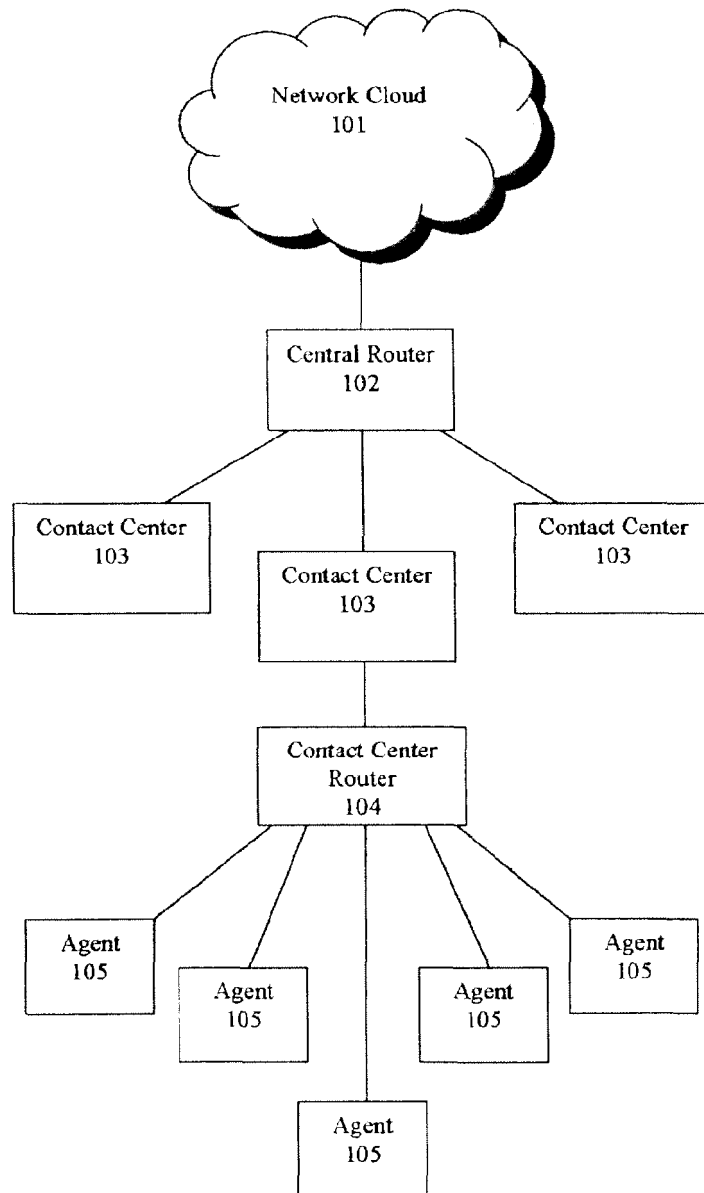 Network Cloud
101
Central Router
102
Contact Center
103
Contact Center
103
Contact Center
103
Contact Center
Router
104
Agent
105
Agent
105
Agent
105
Agent
105
Agent
105